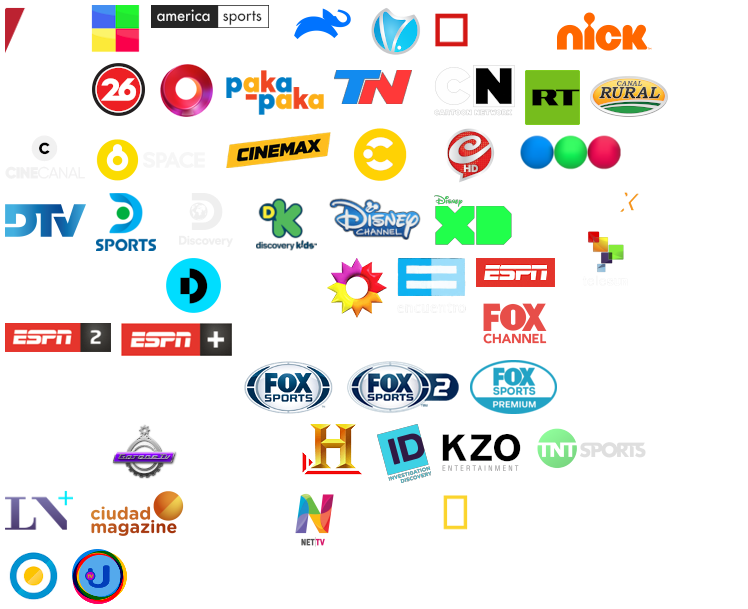 america sports
nick
26
paka-
paka
TN
CN
CARTOON NETWORK
RT
CANAL
RURAL
C
CINECANAL
SPACE
CINEMAX
HD
DTV
D
SPORTS
Discovery
DK
discovery kids
Disney
CHANNEL
Disney
XD
D
encuentro
ESPN
FOX
CHANNEL
ESPN 2
ESPN +
FOX
SPORTS
FOX
SPORTS 2
FOX
SPORTS
PREMIUM
H
ID
INVESTIGATION
DISCOVERY
KZO
ENTERTAINMENT
TNT SPORTS
LN+
ciudad
magazine
N
NET TV
U